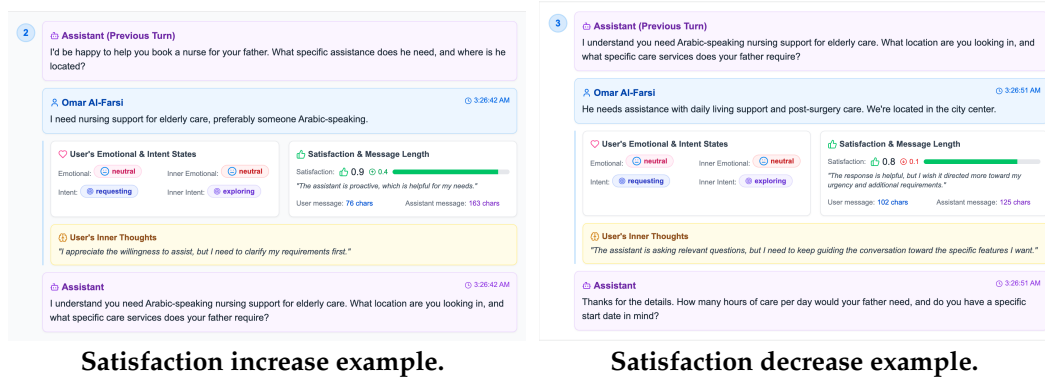 2
Assistant (Previous Turn)
I'd be happy to help you book a nurse for your father. What specific assistance does he need, and where is he
located?
Omar Al-Farsi
3:26:42 AM
I need nursing support for elderly care, preferably someone Arabic-speaking.
User's Emotional & Intent States
Emotional: neutral Inner Emotional: neutral
Intent: requesting Inner Intent: exploring
Satisfaction & Message Length
Satisfaction: 0.9 0.4
"The assistant is proactive, which is helpful for my needs."
User message: 76 chars Assistant message: 163 chars
User's Inner Thoughts
"I appreciate the willingness to assist, but I need to clarify my requirements first."
Assistant
3:26:42 AM
I understand you need Arabic-speaking nursing support for elderly care. What location are you looking in, and
what specific care services does your father require?
Satisfaction increase example.
3
Assistant (Previous Turn)
I understand you need Arabic-speaking nursing support for elderly care. What location are you looking in, and
what specific care services does your father require?
Omar Al-Farsi
3:26:51 AM
He needs assistance with daily living support and post-surgery care. We're located in the city center.
User's Emotional & Intent States
Emotional: neutral Inner Emotional: neutral
Intent: requesting Inner Intent: exploring
Satisfaction & Message Length
Satisfaction: 0.8 0.1
"The response is helpful, but I wish it directed more toward my
urgency and additional requirements."
User message: 102 chars Assistant message: 125 chars
User's Inner Thoughts
"The assistant is asking relevant questions, but I need to keep guiding the conversation toward the specific features I want."
Assistant
3:26:51 AM
Thanks for the details. How many hours of care per day would your father need, and do you have a specific
start date in mind?
Satisfaction decrease example.